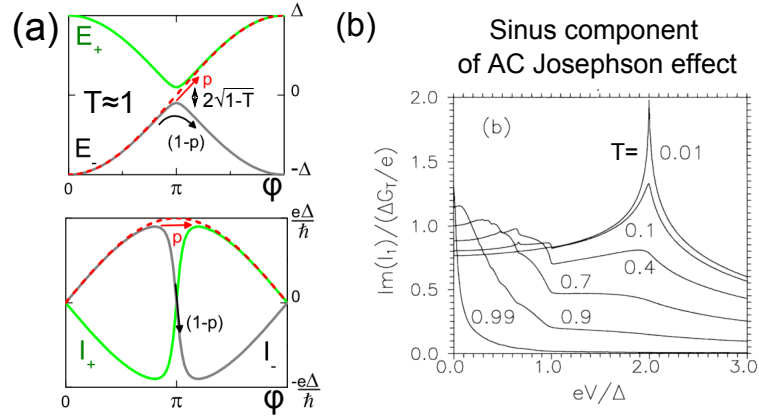 (a)
E₊
Δ
T≈1
p
2√1-T
0
(1-p)
E₋
-Δ
0
π
φ
eΔ/ħ
p
0
(1-p)
I₊
I₋
-eΔ/ħ
0
π
φ
(b)
Sinus component
of AC Josephson effect
(b)
T=
0.01
0.1
0.4
0.7
0.9
0.99
Im(I₁)/(ΔG_T/e)
2.0
1.5
1.0
0.5
0.0
0.0
1.0
2.0
3.0
eV/Δ